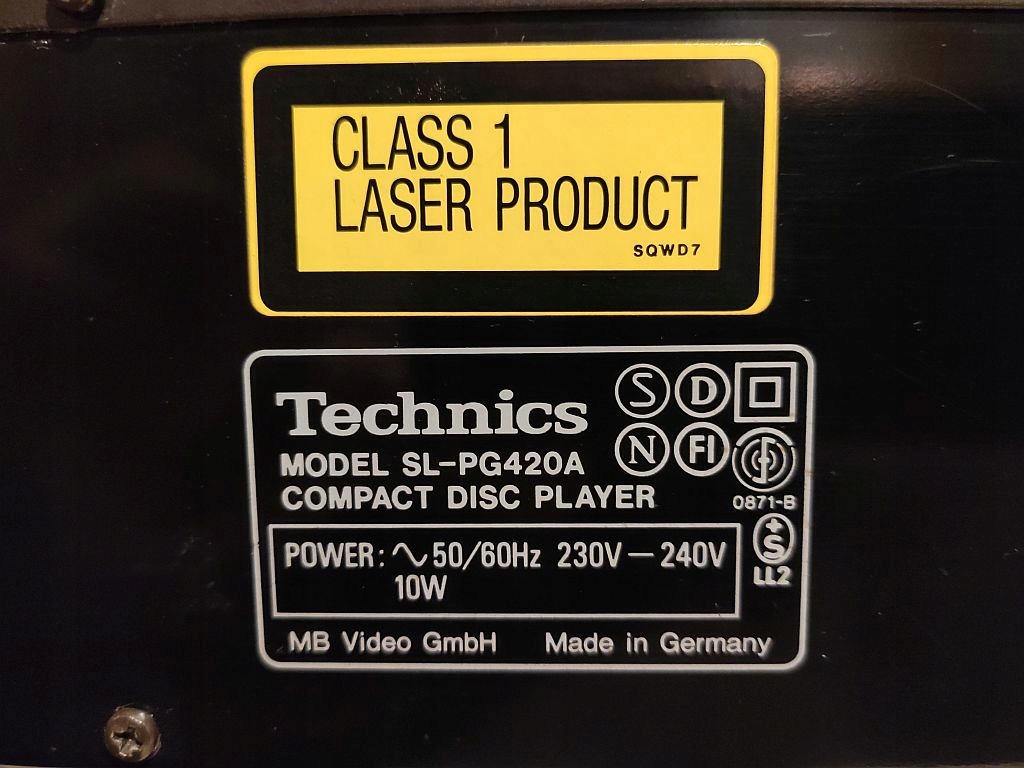 CLASS 1
LASER PRODUCT
SQWD7
Technics
MODEL SL-PG420A
COMPACT DISC PLAYER
S D
N FI
0871-B
+
S
LL2
POWER: ∿50/60Hz 230V—240V
10W
MB Video GmbH Made in Germany